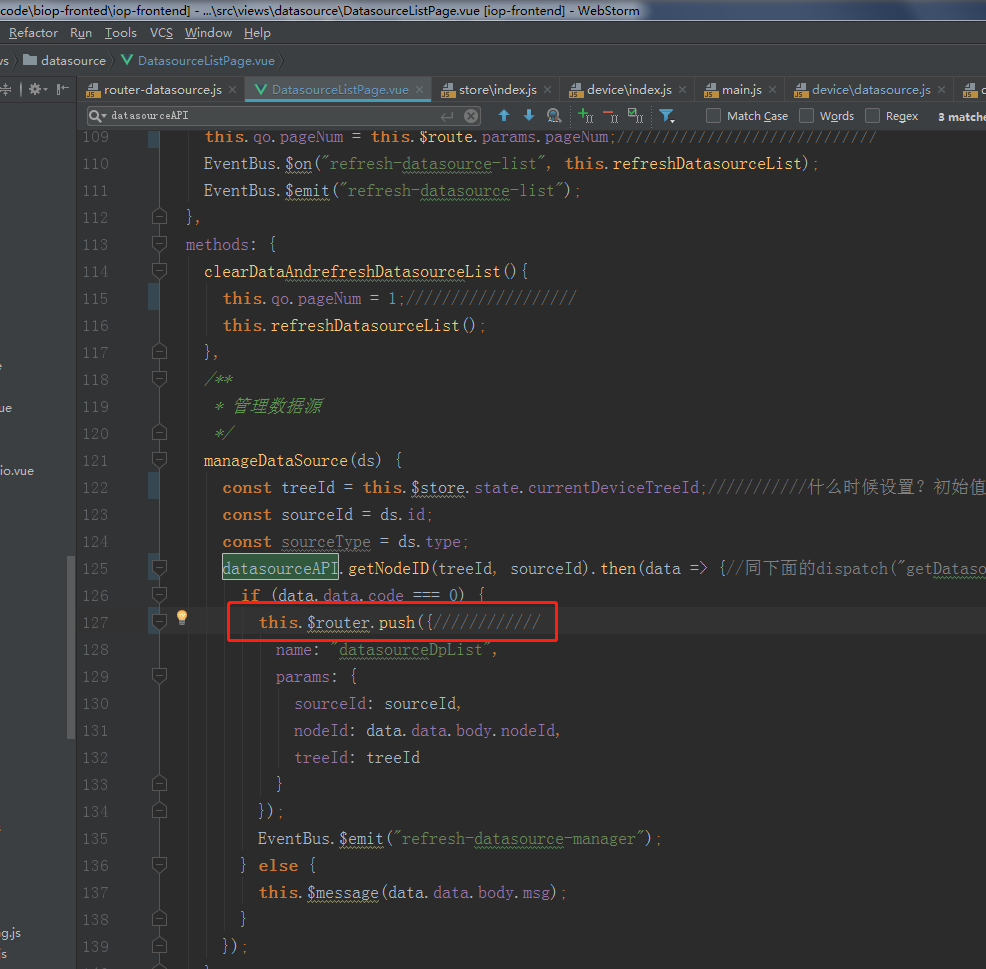 code\biop-fronted\iop-frontend] - ...\src\views\datasource\DatasourceListPage.vue [iop-frontend] - WebStorm
Refactor Run Tools VCS Window Help
ws datasource DatasourceListPage.vue
router-datasource.js DatasourceListPage.vue store\index.js device\index.js main.js device\datasource.js
datasourceAPI Match Case Words Regex 3 matche
109 this.qo.pageNum = this.$route.params.pageNum;////////////////////////////
110 EventBus.$on("refresh-datasource-list", this.refreshDatasourceList);
111 EventBus.$emit("refresh-datasource-list");
112 },
113 methods: {
114 clearDataAndrefreshDatasourceList(){
115 this.qo.pageNum = 1;///////////////////
116 this.refreshDatasourceList();
117 },
118 /**
119 * 管理数据源
120 */
121 manageDataSource(ds) {
122 const treeId = this.$store.state.currentDeviceTreeId;///////////什么时候设置？初始值
123 const sourceId = ds.id;
124 const sourceType = ds.type;
125 datasourceAPI.getNodeID(treeId, sourceId).then(data => {//同下面的dispatch("getDataso
126 if (data.data.code === 0) {
127 this.$router.push({////////////
128 name: "datasourceDpList",
129 params: {
130 sourceId: sourceId,
131 nodeId: data.data.body.nodeId,
132 treeId: treeId
133 }
134 });
135 EventBus.$emit("refresh-datasource-manager");
136 } else {
137 this.$message(data.data.body.msg);
138 }
139 });
ue
io.vue
g.js
s